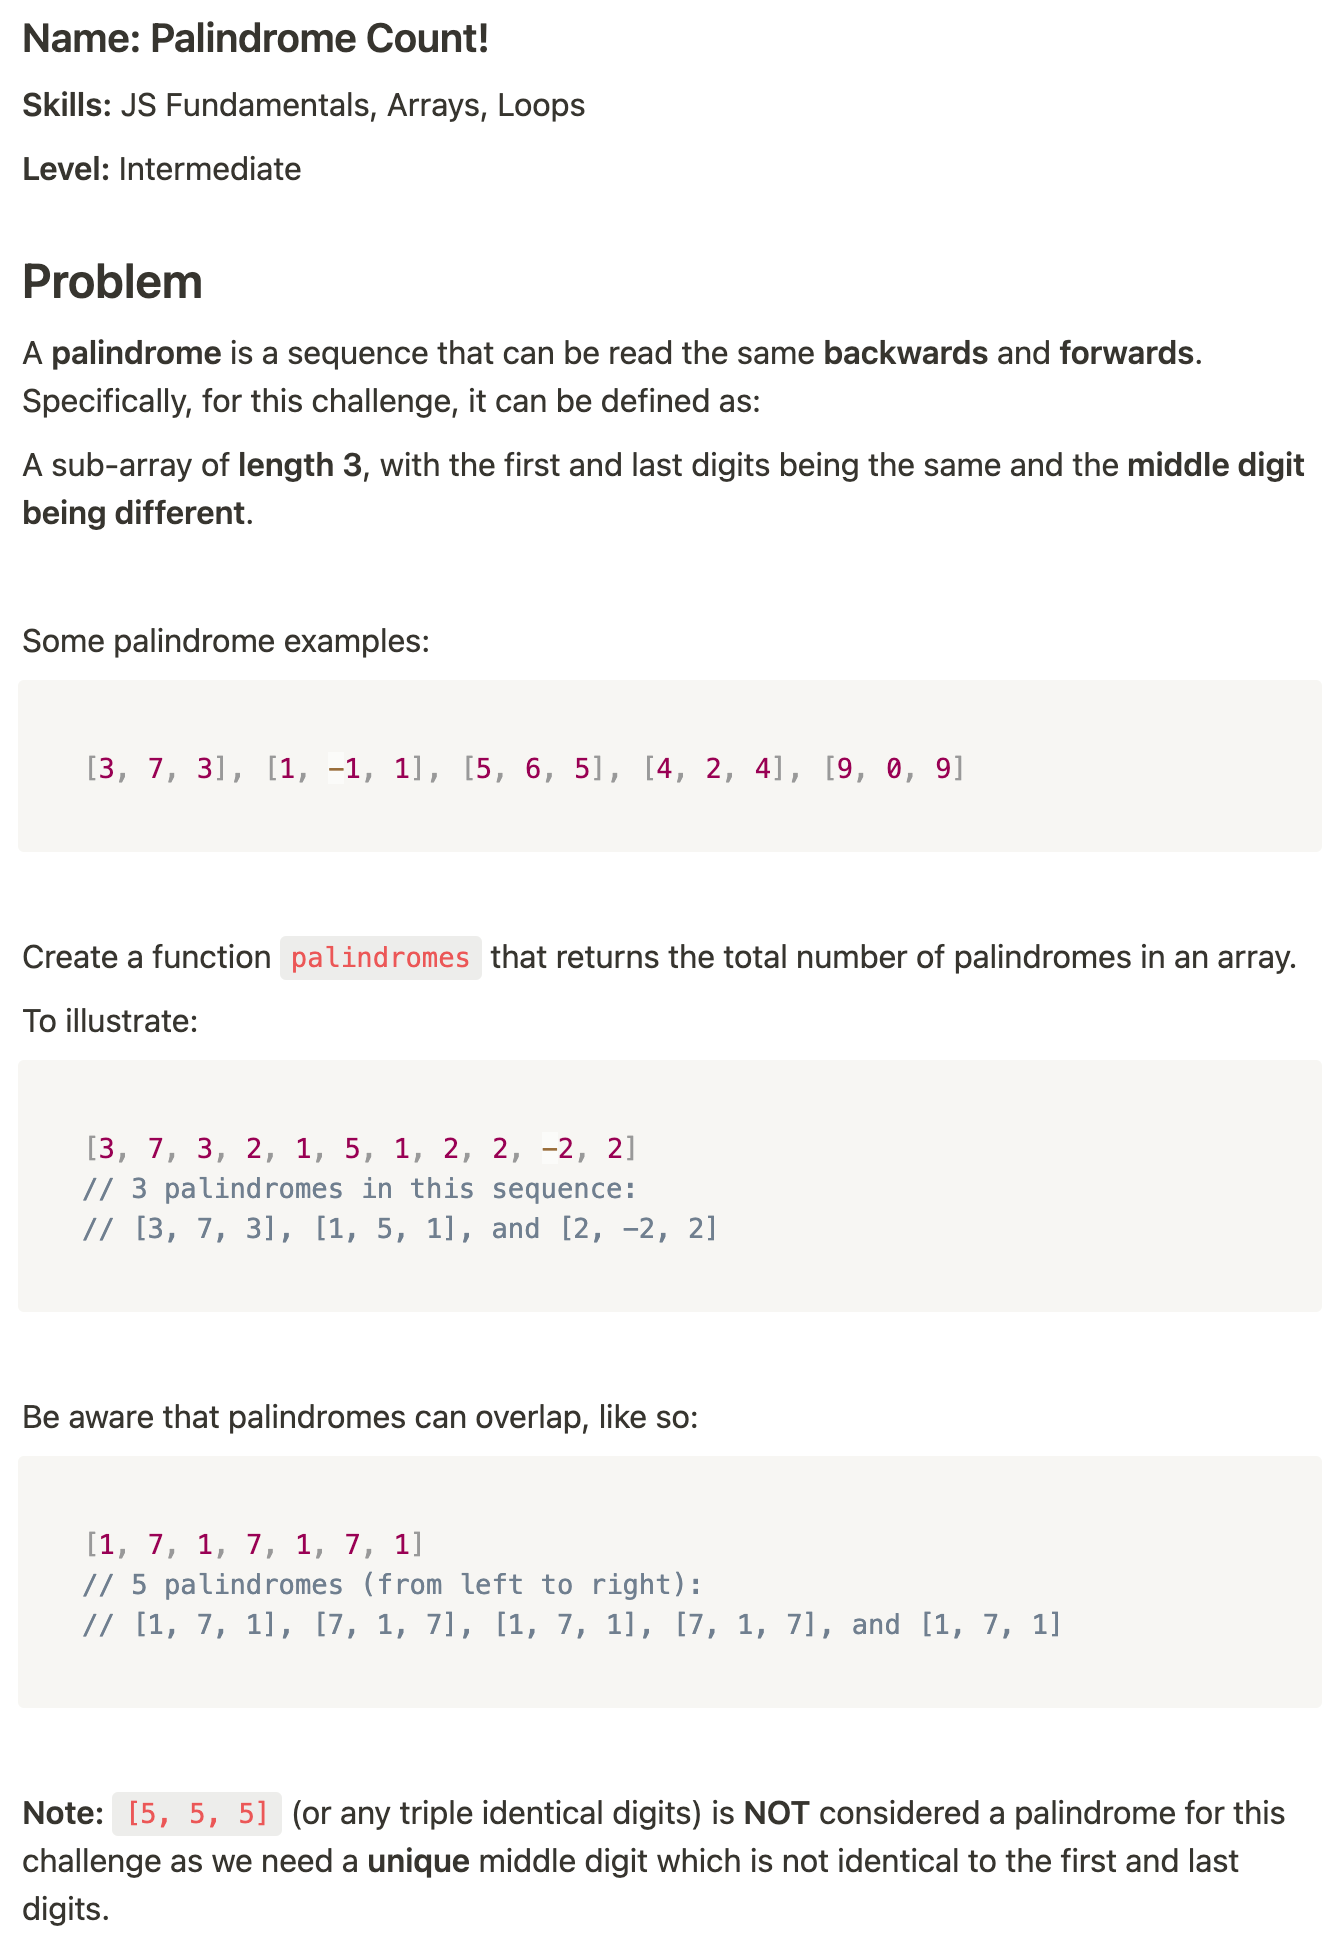 Name: Palindrome Count!
Skills: JS Fundamentals, Arrays, Loops
Level: Intermediate
Problem
A palindrome is a sequence that can be read the same backwards and forwards.
Specifically, for this challenge, it can be defined as:
A sub-array of length 3, with the first and last digits being the same and the middle digit
being different.
Some palindrome examples:
[3, 7, 3], [1, -1, 1], [5, 6, 5], [4, 2, 4], [9, 0, 9]
Create a function palindromes that returns the total number of palindromes in an array.
To illustrate:
[3, 7, 3, 2, 1, 5, 1, 2, 2, -2, 2]
// 3 palindromes in this sequence:
// [3, 7, 3], [1, 5, 1], and [2, -2, 2]
Be aware that palindromes can overlap, like so:
[1, 7, 1, 7, 1, 7, 1]
// 5 palindromes (from left to right):
// [1, 7, 1], [7, 1, 7], [1, 7, 1], [7, 1, 7], and [1, 7, 1]
Note: [5, 5, 5] (or any triple identical digits) is NOT considered a palindrome for this
challenge as we need a unique middle digit which is not identical to the first and last
digits.